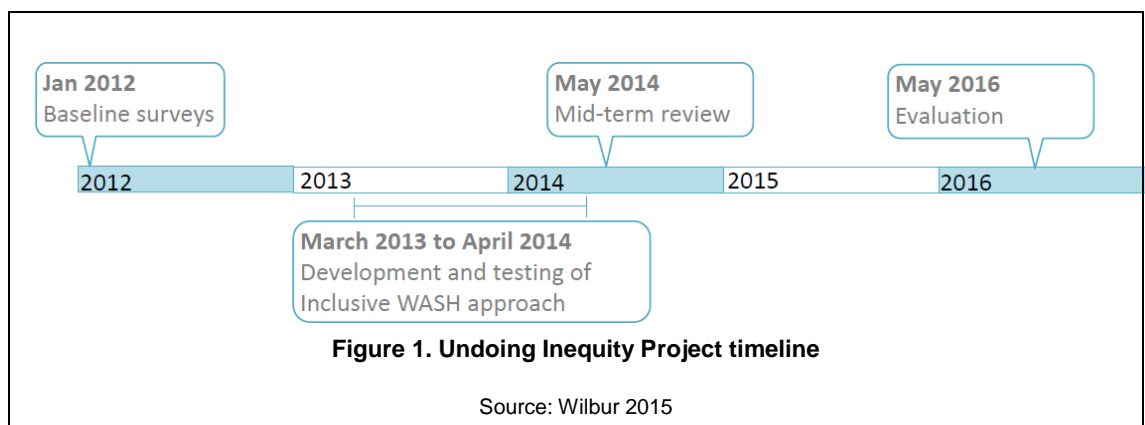 Jan 2012
Baseline surveys
May 2014
Mid-term review
May 2016
Evaluation
2012
2013
2014
2015
2016
March 2013 to April 2014
Development and testing of
Inclusive WASH approach
Figure 1. Undoing Inequity Project timeline
Source: Wilbur 2015